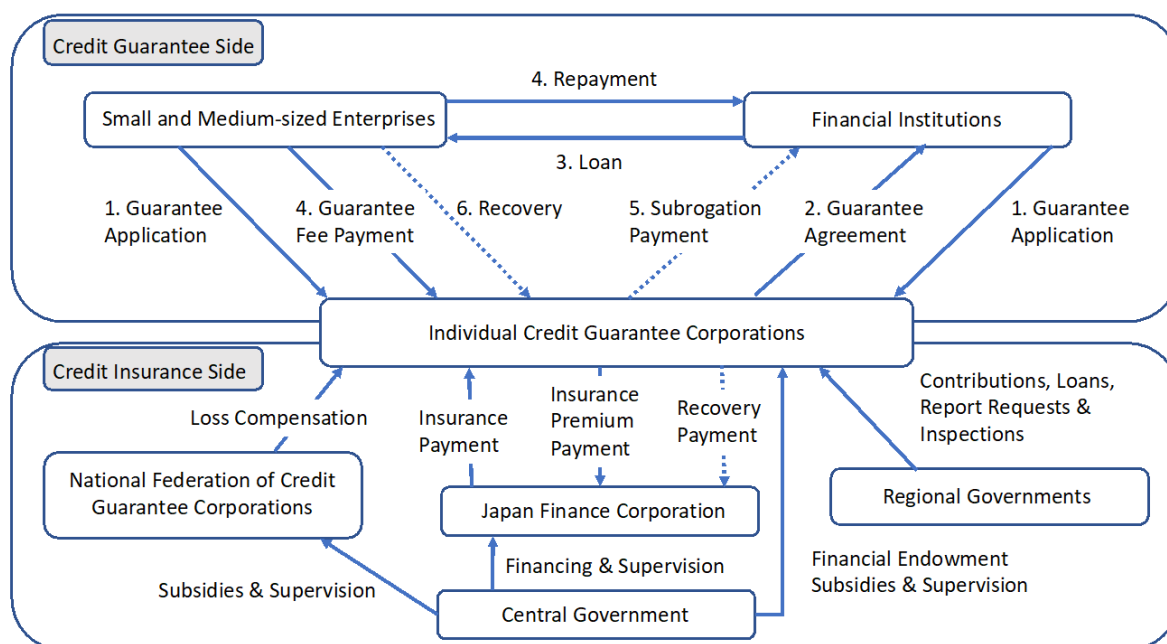 Credit Guarantee Side
4. Repayment
Small and Medium-sized Enterprises
Financial Institutions
3. Loan
1. Guarantee
Application
4. Guarantee
Fee Payment
6. Recovery
5. Subrogation
Payment
2. Guarantee
Agreement
1. Guarantee
Application
Individual Credit Guarantee Corporations
Credit Insurance Side
Loss Compensation
Insurance
Payment
Insurance
Premium
Payment
Recovery
Payment
Contributions, Loans,
Report Requests &
Inspections
National Federation of Credit
Guarantee Corporations
Japan Finance Corporation
Regional Governments
Subsidies & Supervision
Financing & Supervision
Financial Endowment
Subsidies & Supervision
Central Government